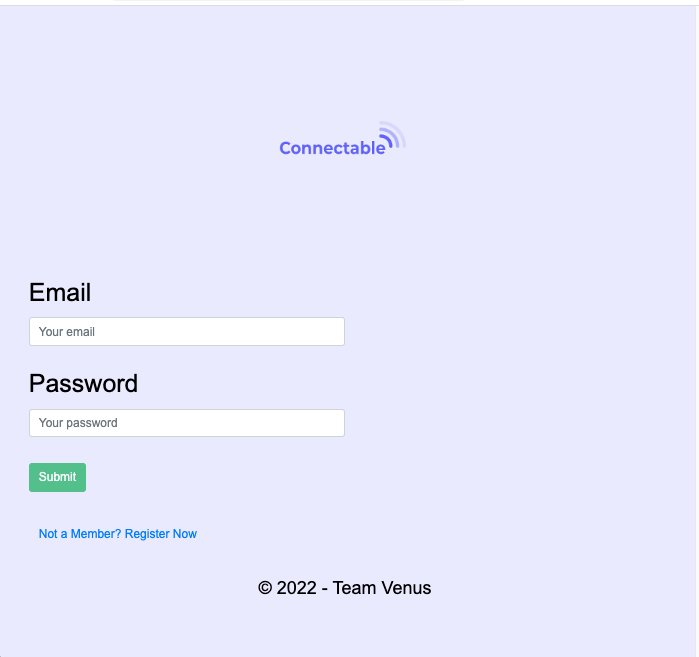 Connectable
Email
Your email
Password
Your password
Submit
Not a Member? Register Now
© 2022 - Team Venus